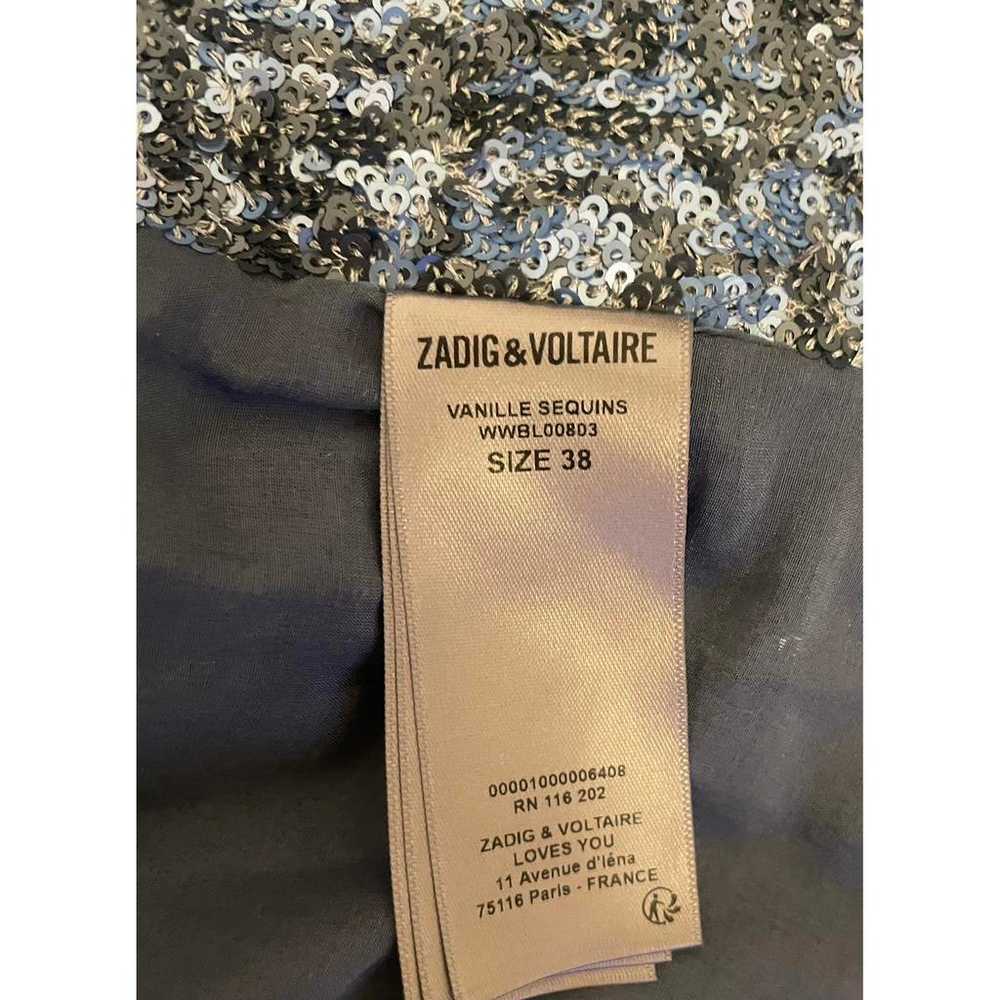 ZADIG&VOLTAIRE
VANILLE SEQUINS
WWBL00803
SIZE 38
00001000006408
RN 116 202
ZADIG & VOLTAIRE
LOVES YOU
11 Avenue d'Iéna
75116 Paris - FRANCE